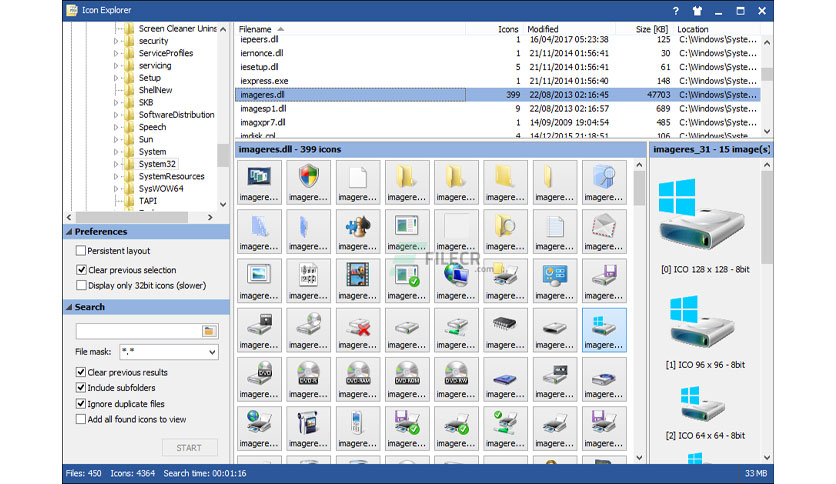 Icon Explorer
Screen Cleaner Unins
security
ServiceProfiles
servicing
Setup
ShellNew
SKB
SoftwareDistribution
Speech
Sun
System
System32
SystemResources
SysWOW64
TAPI
Preferences
Persistent layout
Clear previous selection
Display only 32bit icons (slower)
Search
File mask: *.*
Clear previous results
Include subfolders
Ignore duplicate files
Add all found icons to view
START
Filename Icons Modified Size [KB] Location
iepeers.dll 1 16/04/2017 05:23:38 125 C:\Windows\Syste...
iernonce.dll 1 21/11/2014 01:56:41 30 C:\Windows\Syste...
iesetup.dll 5 21/11/2014 01:56:41 61 C:\Windows\Syste...
iexpress.exe 1 21/11/2014 01:56:40 148 C:\Windows\Syste...
imageres.dll 399 22/08/2013 02:16:45 47703 C:\Windows\Syste...
imagesp1.dll 9 22/08/2013 02:16:57 689 C:\Windows\Syste...
imagxpr7.dll 1 14/09/2009 19:04:54 485 C:\Windows\Syste...
imdisk.cpl 4 14/12/2015 21:18:51 106 C:\Windows\Syste...
imageres.dll - 399 icons
imagere... imagere... imagere... imagere... imagere... imagere... imagere... imagere...
imagere... imagere... imagere... imagere... imagere... imagere... imagere... imagere...
FILECR
.com
imagere... imagere... imagere... imagere... imagere... imagere... imagere... imagere...
imagere... imagere... imagere... imagere... imagere... imagere... imagere... imagere...
DVD DVD-R DVD-RAM DVD-ROM DVD-RW
imagere... imagere... imagere... imagere... imagere... imagere... imagere... imagere...
imagere... imagere... imagere... imagere... imagere... imagere... imagere... imagere...
imageres_31 - 15 image(s)
[0] ICO 128 x 128 - 8bit
[1] ICO 96 x 96 - 8bit
[2] ICO 64 x 64 - 8bit
Files: 450 Icons: 4364 Search time: 00:01:16 33 MB